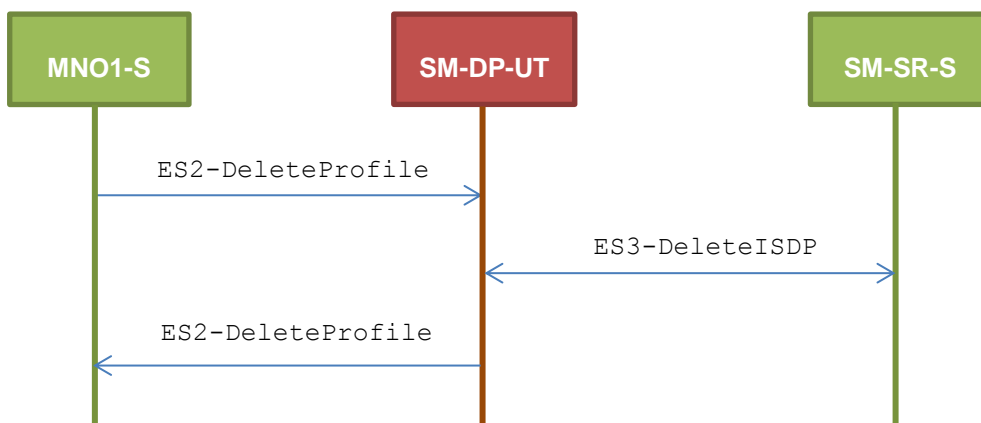 MNO1-S
SM-DP-UT
SM-SR-S
ES2-DeleteProfile
ES3-DeleteISDP
ES2-DeleteProfile